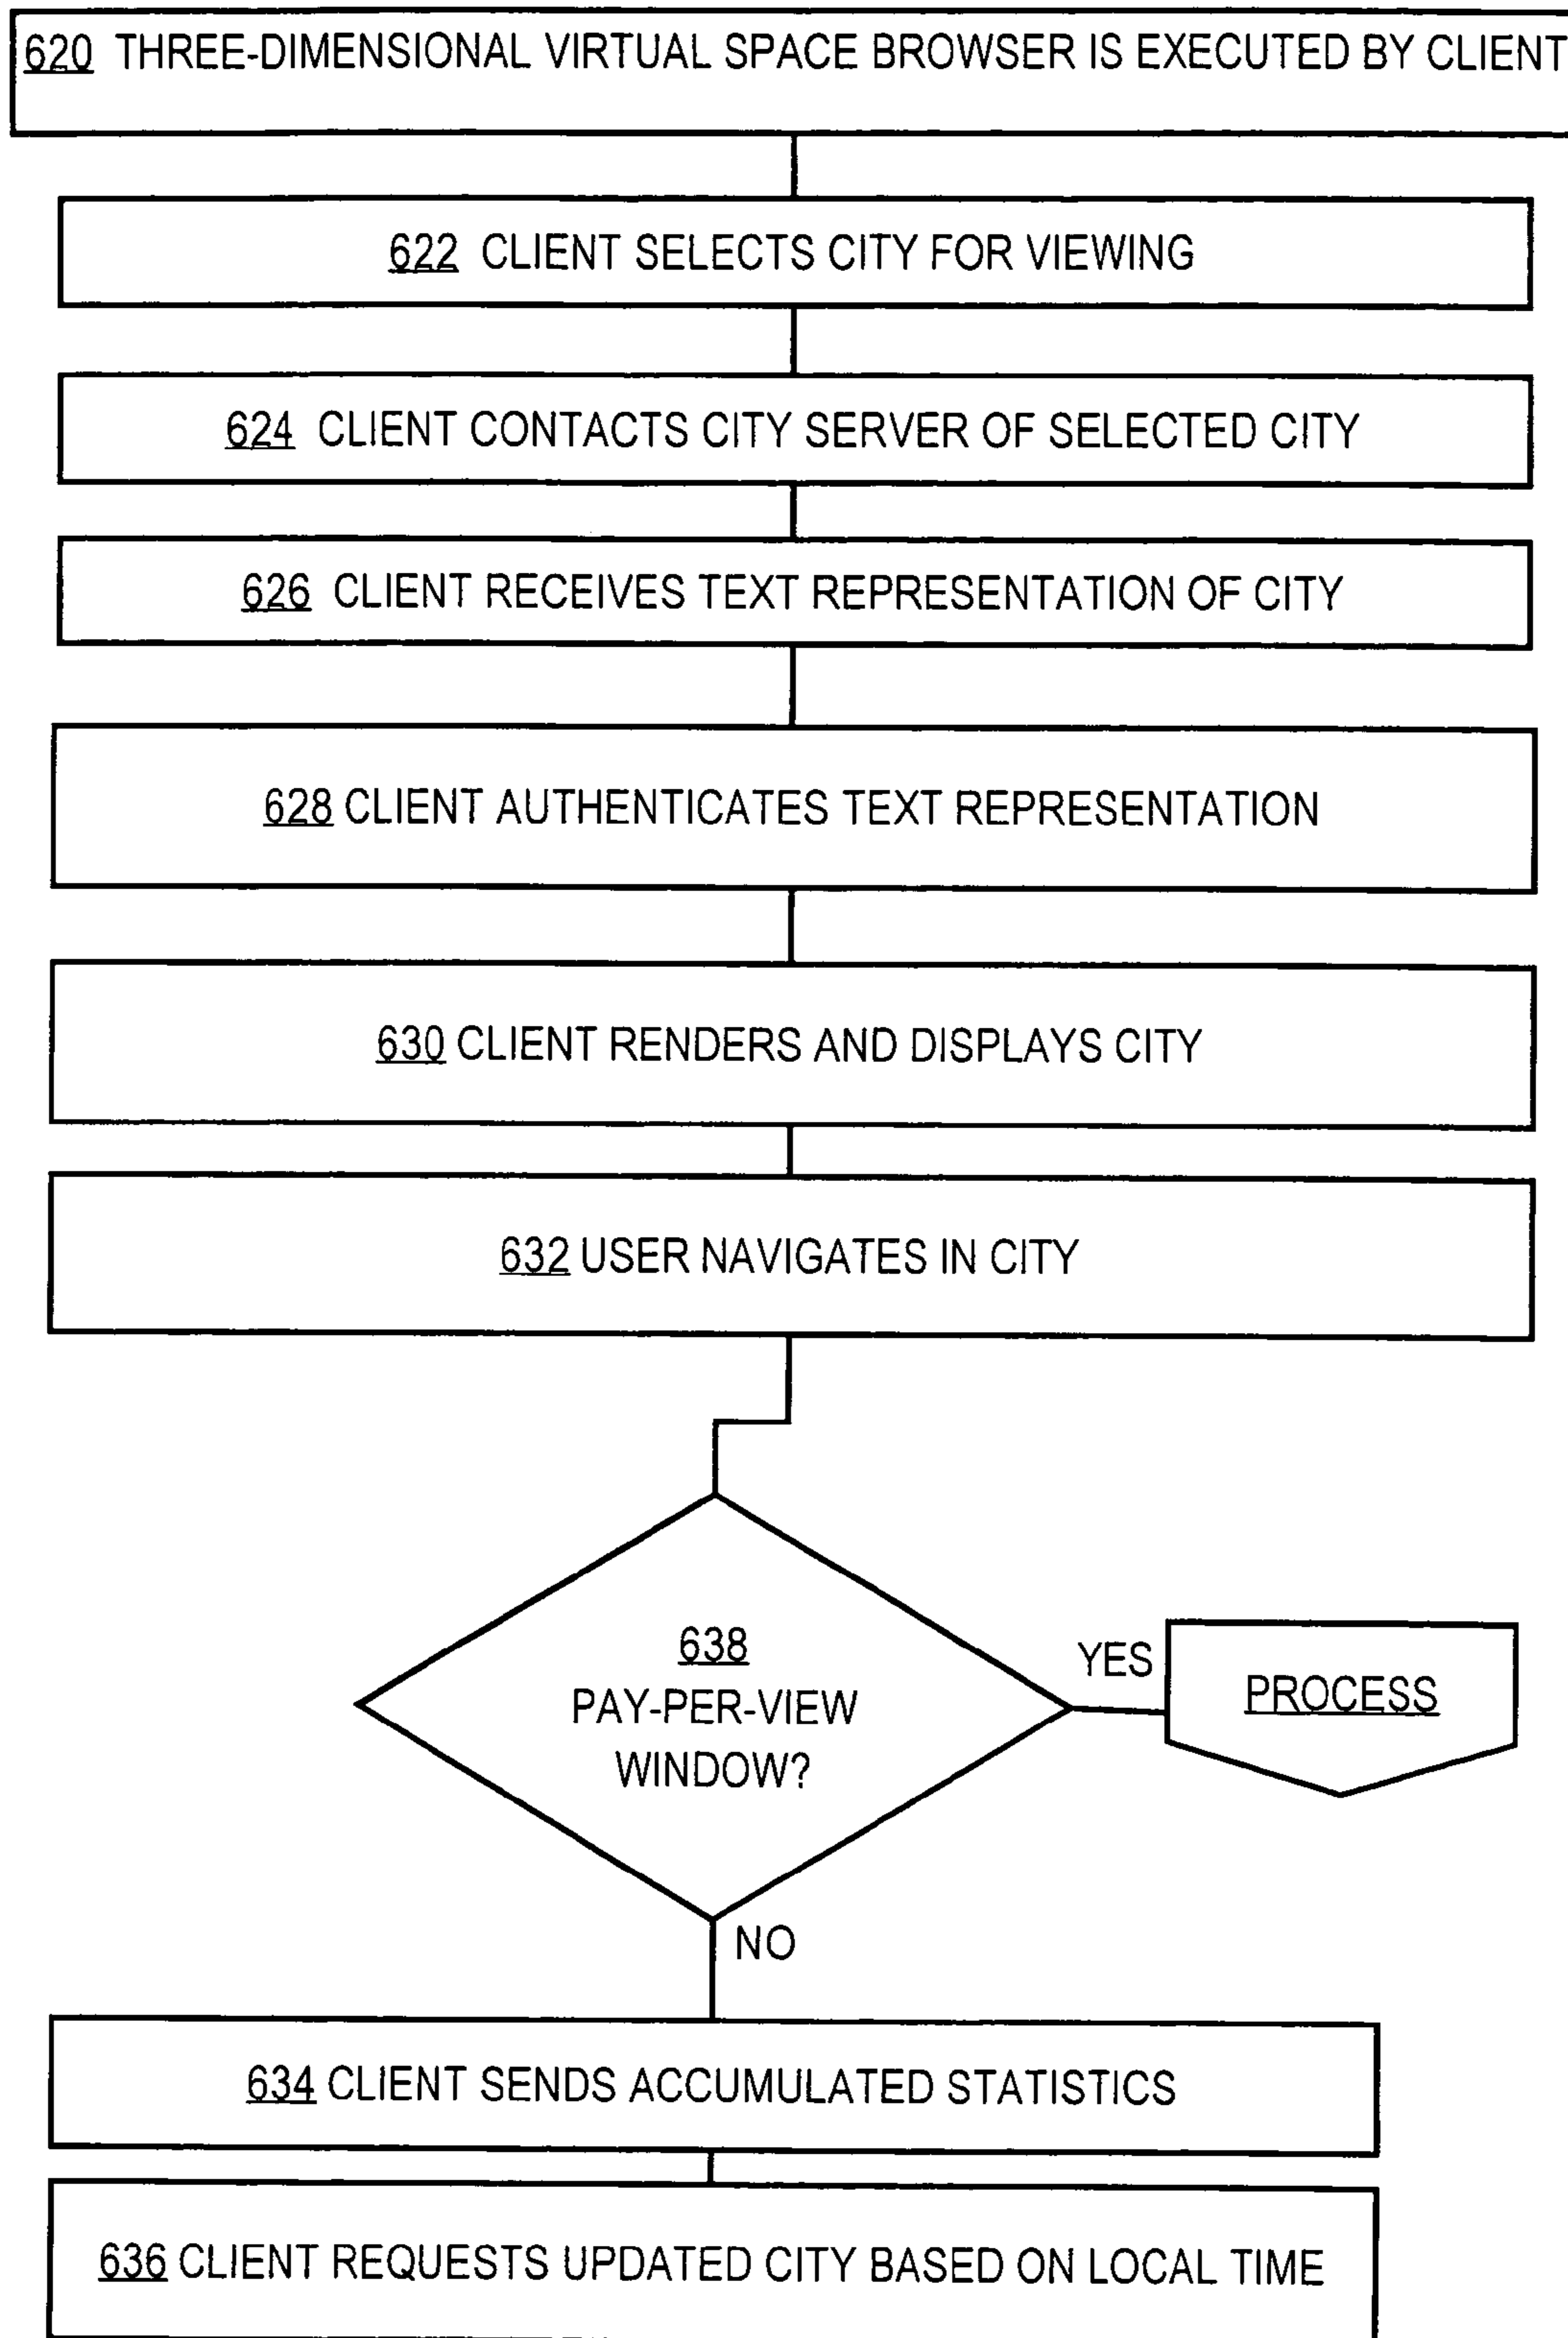 620 THREE-DIMENSIONAL VIRTUAL SPACE BROWSER IS EXECUTED BY CLIENT
622 CLIENT SELECTS CITY FOR VIEWING
624 CLIENT CONTACTS CITY SERVER OF SELECTED CITY
626 CLIENT RECEIVES TEXT REPRESENTATION OF CITY
628 CLIENT AUTHENTICATES TEXT REPRESENTATION
630 CLIENT RENDERS AND DISPLAYS CITY
632 USER NAVIGATES IN CITY
638
PAY-PER-VIEW
WINDOW?
YES
PROCESS
NO
634 CLIENT SENDS ACCUMULATED STATISTICS
636 CLIENT REQUESTS UPDATED CITY BASED ON LOCAL TIME